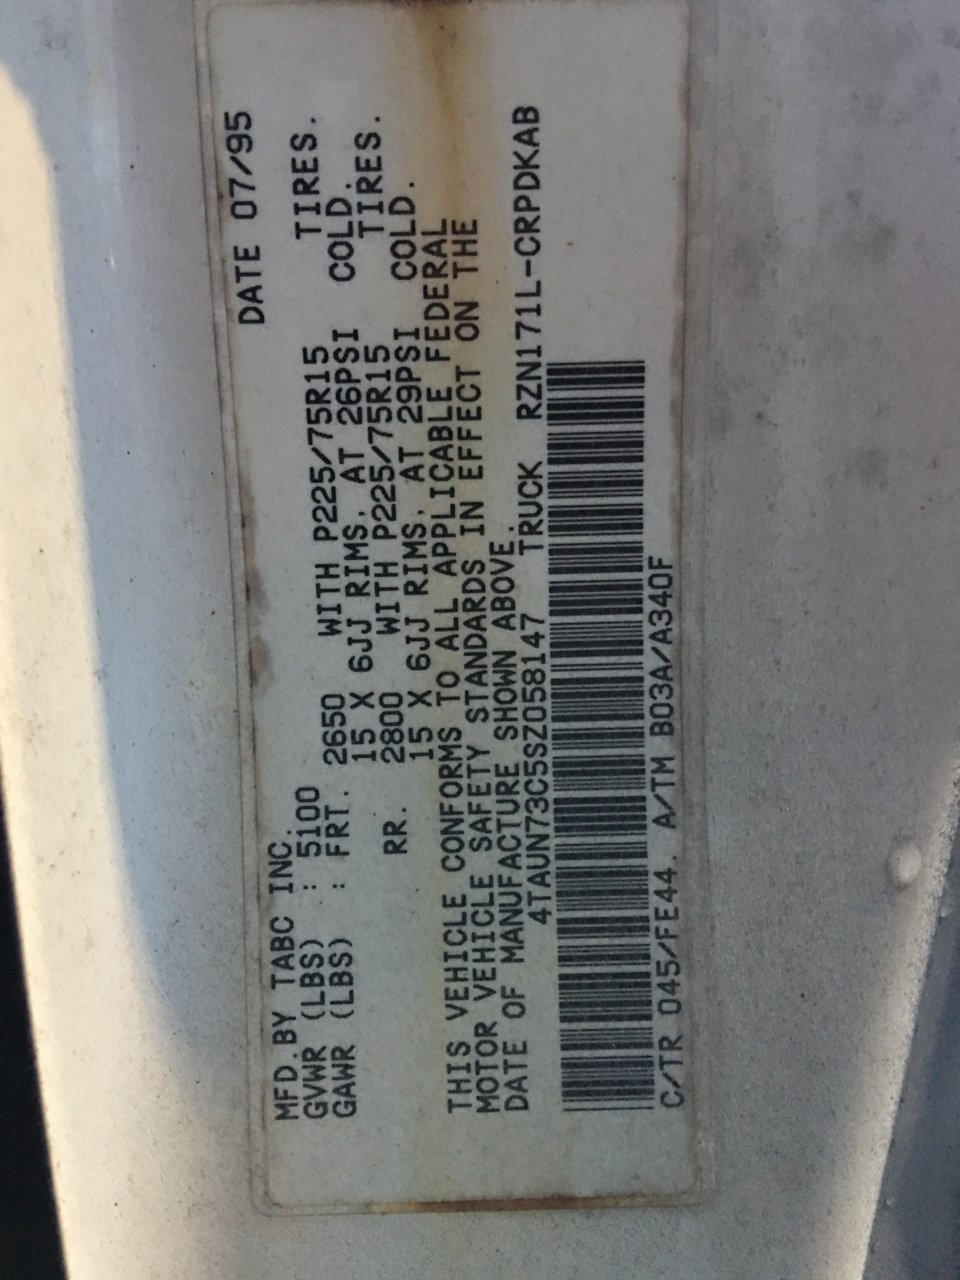 MFD.BY TABC INC. DATE 07/95
GVWR (LBS) : 5100
GAWR (LBS) : FRT. 2650 WITH P225/75R15 TIRES.
15 X 6JJ RIMS. AT 26PSI COLD.
RR. 2800 WITH P225/75R15 TIRES.
15 X 6JJ RIMS. AT 29PSI COLD.
THIS VEHICLE CONFORMS TO ALL APPLICABLE FEDERAL
MOTOR VEHICLE SAFETY STANDARDS IN EFFECT ON THE
DATE OF MANUFACTURE SHOWN ABOVE.
4TAUN73C5SZ058147 TRUCK RZN171L-CRPDKAB
C/TR 045/FE44. A/TM B03A/A340F